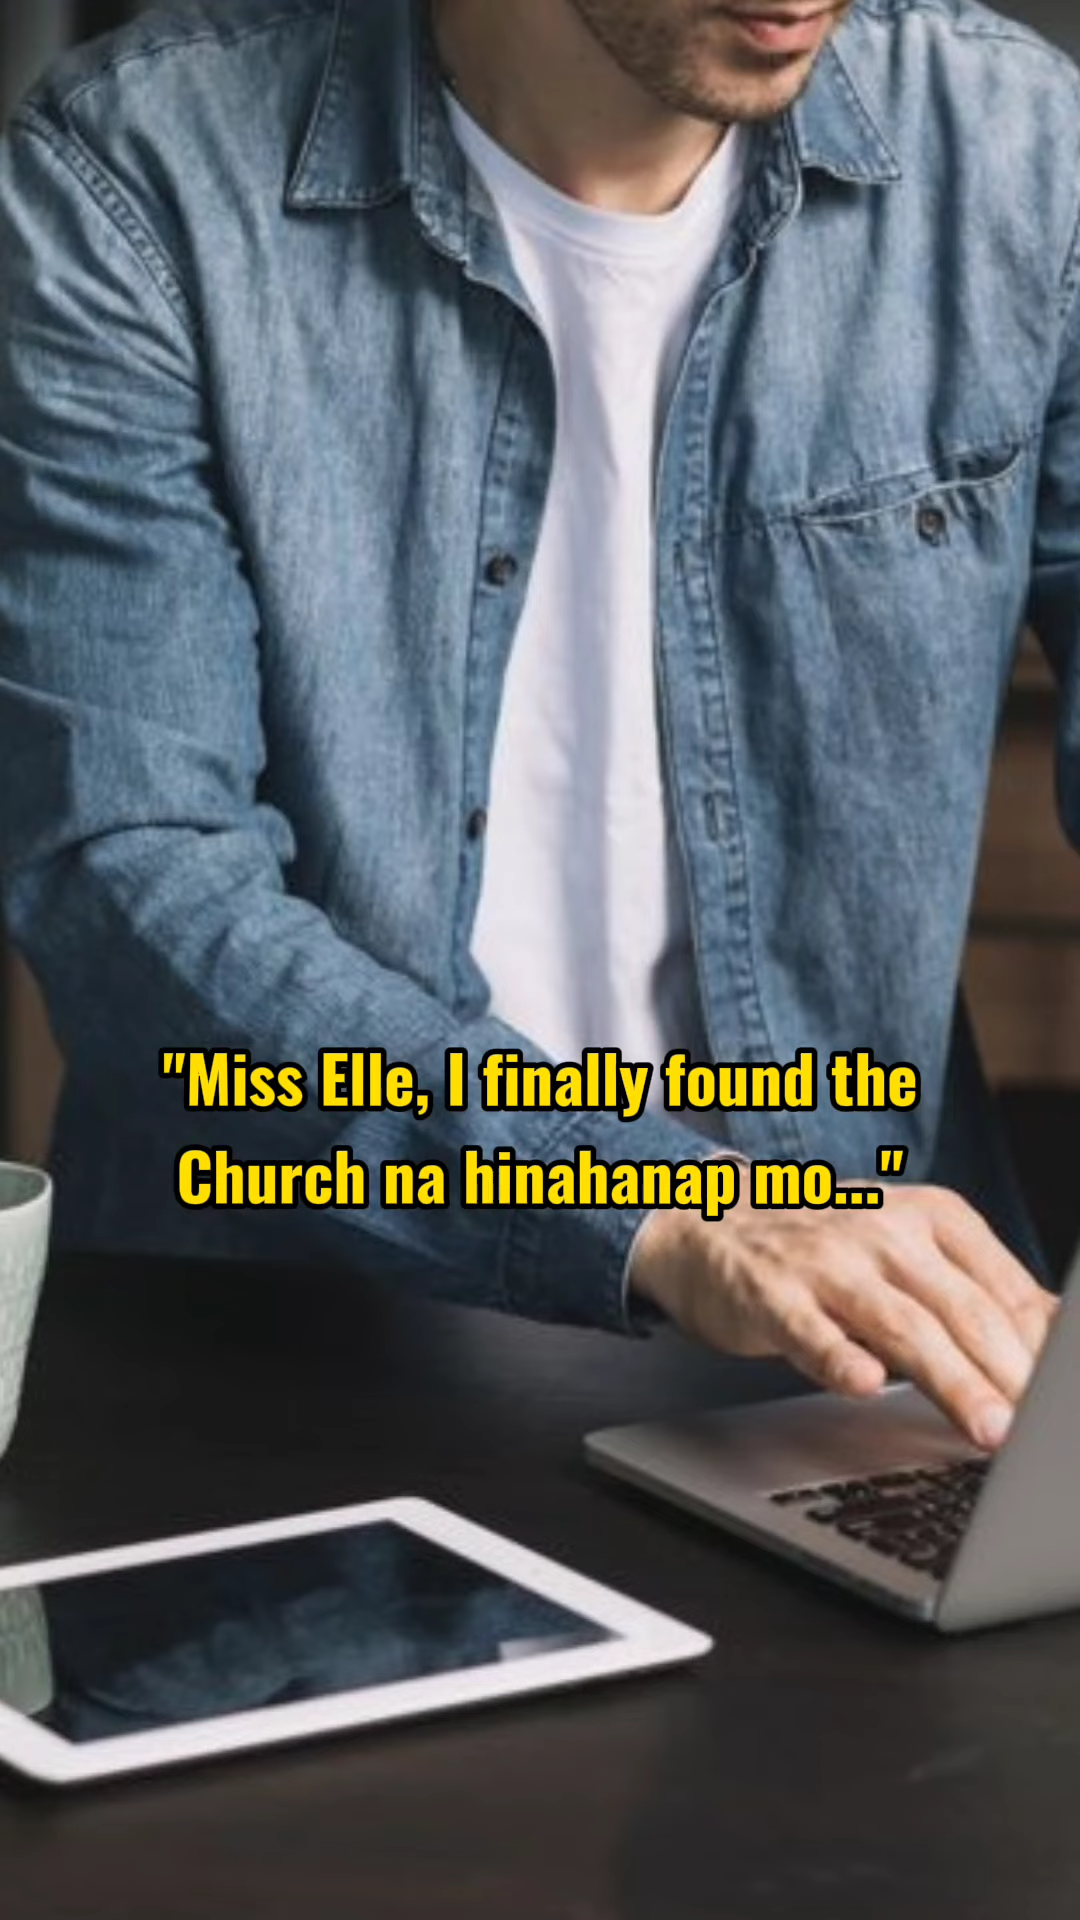 "Miss Elle, I finally found the
Church na hinahanap mo..."